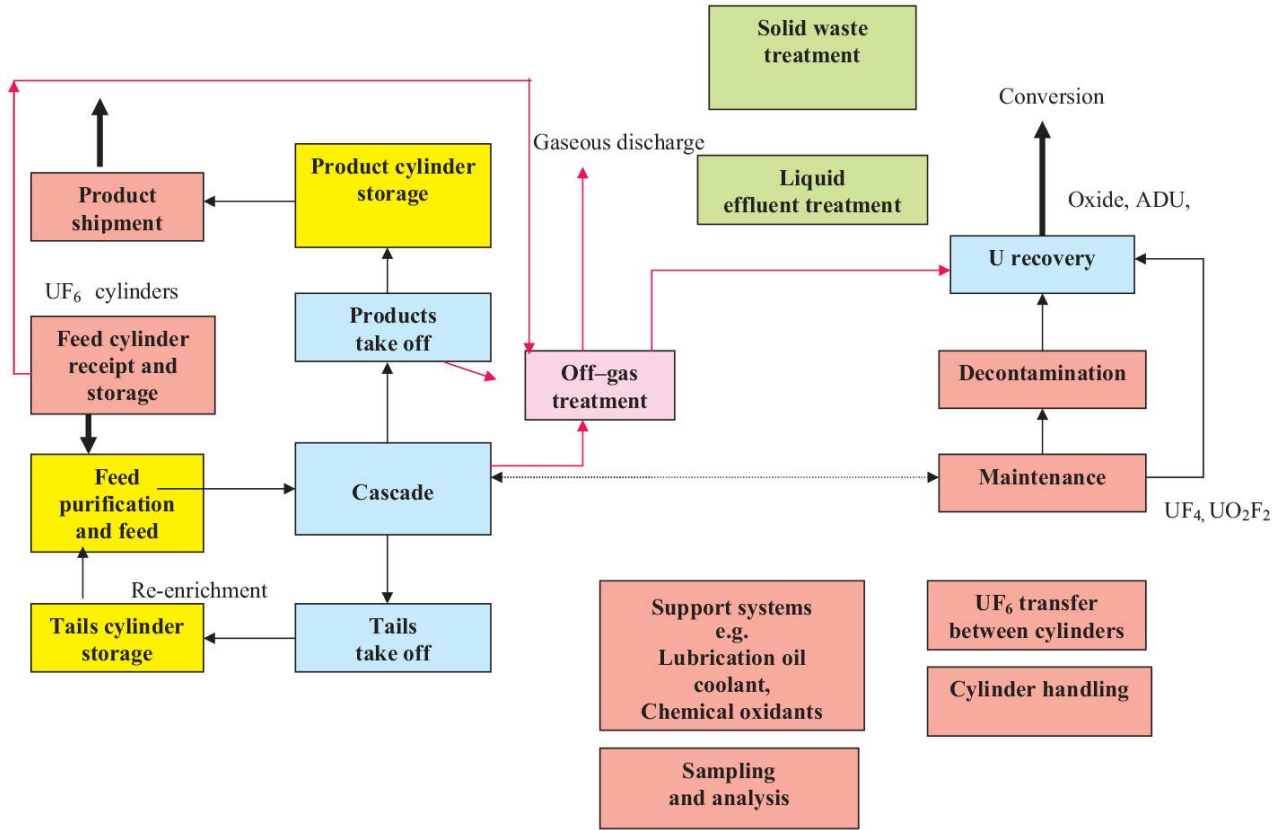 Solid waste
treatment
Conversion
Gaseous discharge
Product cylinder
storage
Product
shipment
Liquid
effluent treatment
Oxide, ADU,
U recovery
UF₆ cylinders
Products
take off
Feed cylinder
receipt and
storage
Off–gas
treatment
Decontamination
Feed
purification
and feed
Cascade
Maintenance
UF₄, UO₂F₂
Re-enrichment
Tails cylinder
storage
Tails
take off
Support systems
e.g.
Lubrication oil
coolant,
Chemical oxidants
UF₆ transfer
between cylinders
Cylinder handling
Sampling
and analysis